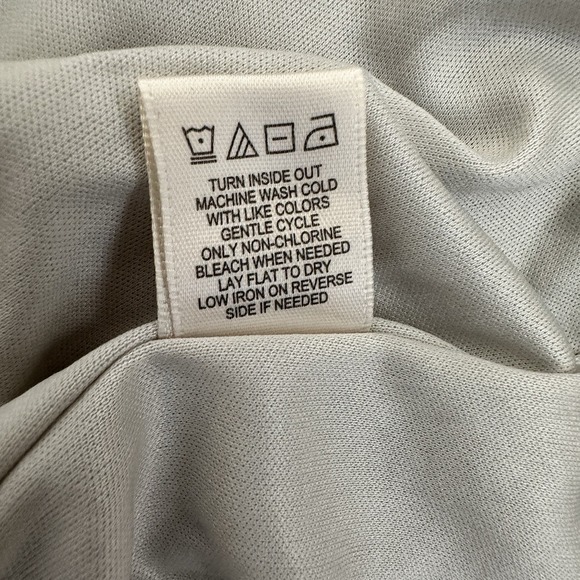 TURN INSIDE OUT
MACHINE WASH COLD
WITH LIKE COLORS
GENTLE CYCLE
ONLY NON-CHLORINE
BLEACH WHEN NEEDED
LAY FLAT TO DRY
LOW IRON ON REVERSE
SIDE IF NEEDED